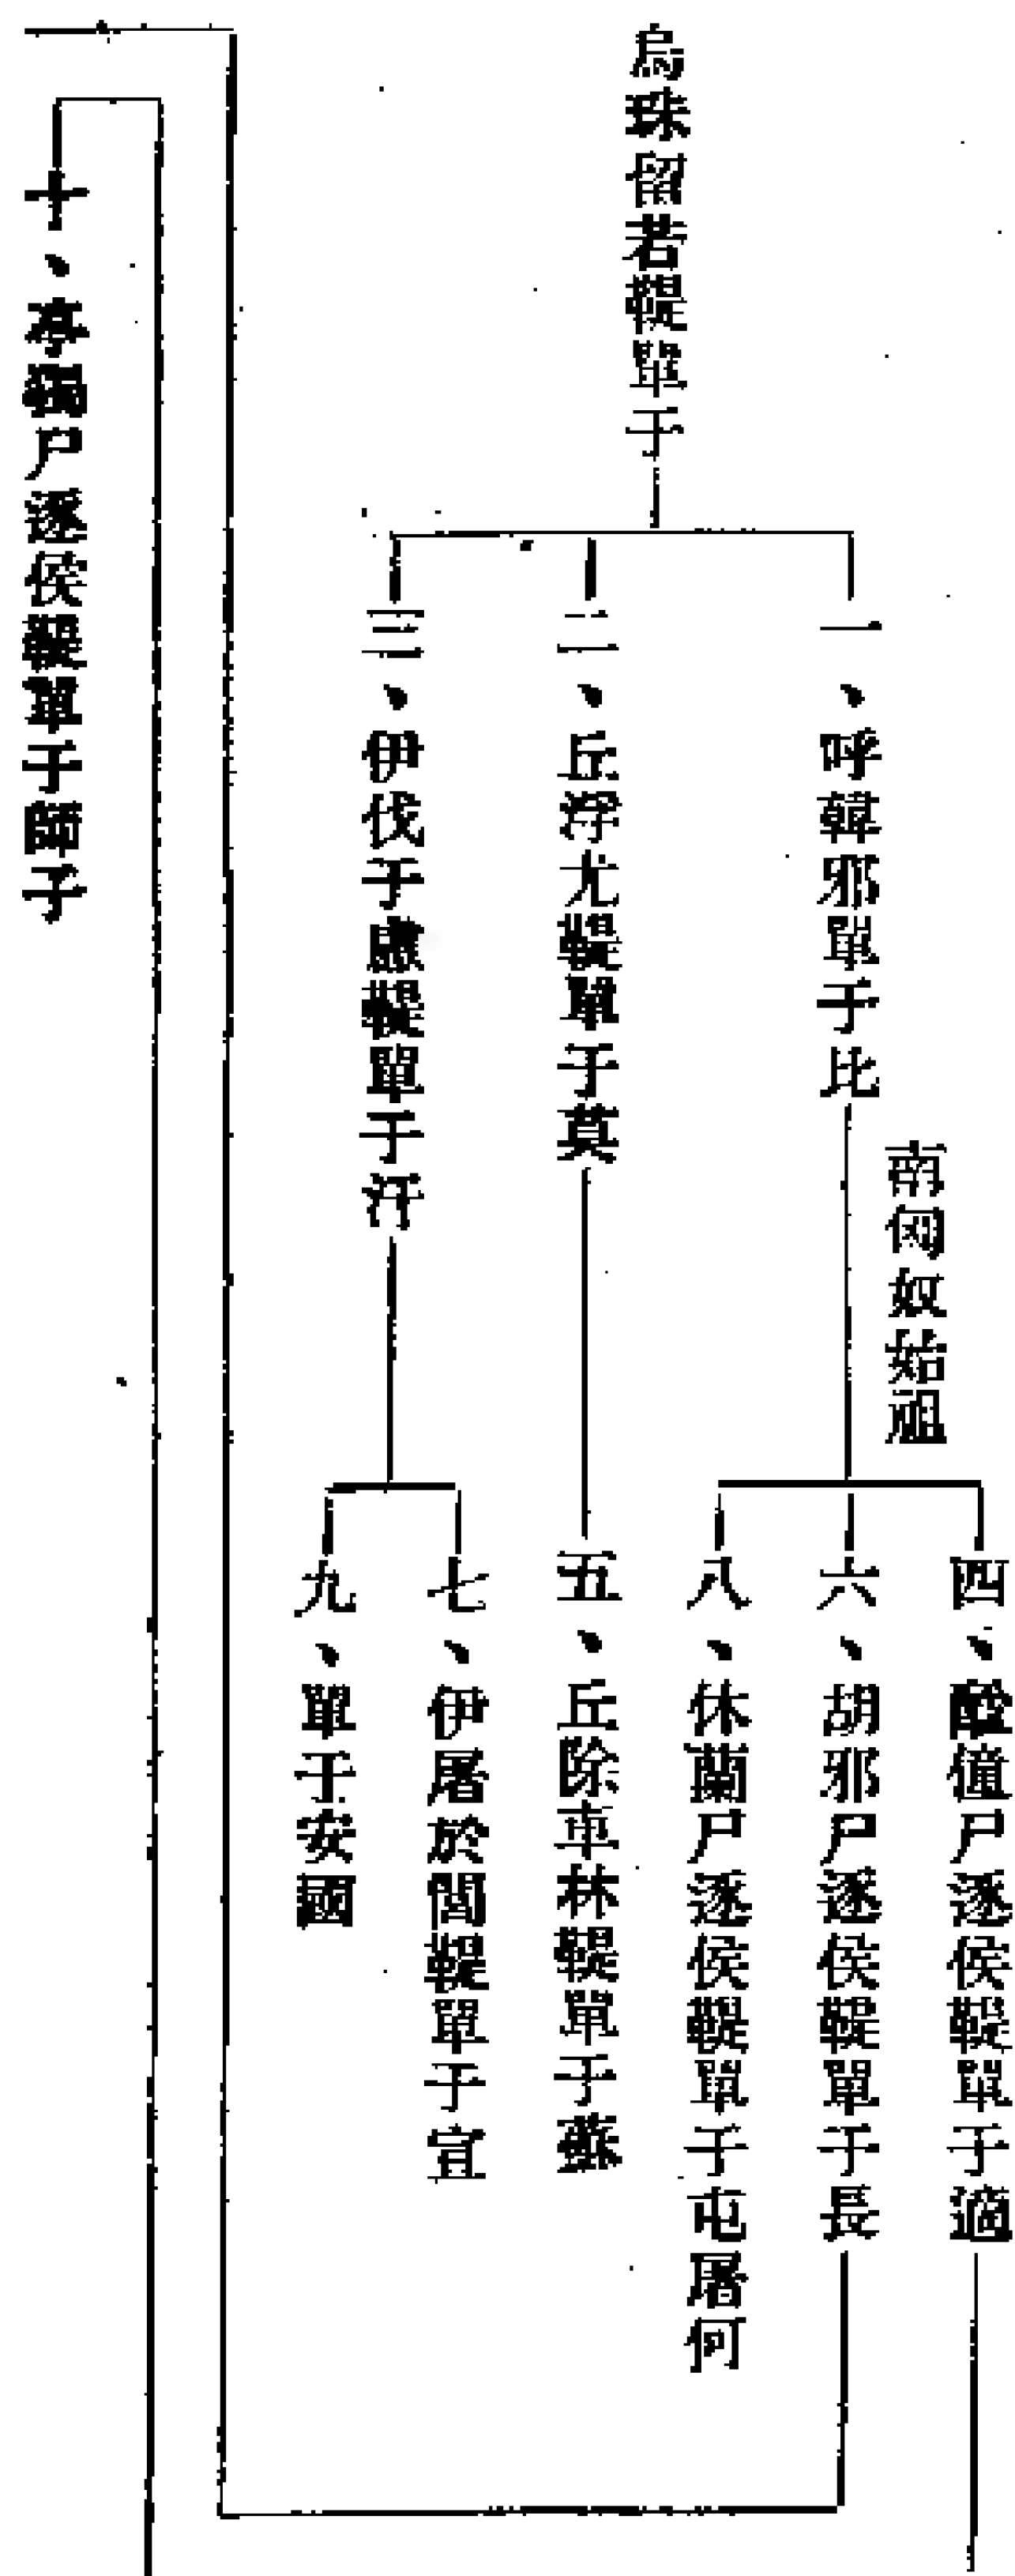 烏珠留若鞮單于
一、呼韓邪單于比
南匈奴始祖
二、丘浮尤鞮單于莫
三、伊伐于慮鞮單于汗
四、醢僮尸逐侯鞮單于適
六、胡邪尸逐侯鞮單于長
八、休蘭尸逐侯鞮單于屯屠何
五、丘除車林鞮單于蘇
七、伊屠於閭鞮單于宜
九、單于安國
十、亭獨尸逐侯鞮單于師子